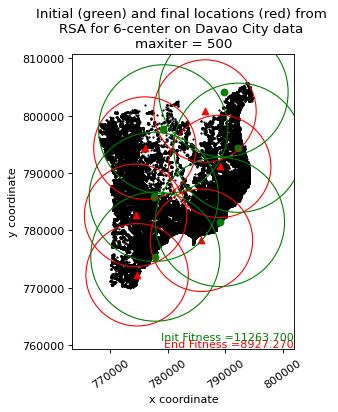 Initial (green) and final locations (red) from
RSA for 6-center on Davao City data
maxiter = 500
810000
800000
790000
780000
770000
760000
y coordinate
Init Fitness =11263.700
End Fitness =8927.270
770000
780000
790000
800000
x coordinate